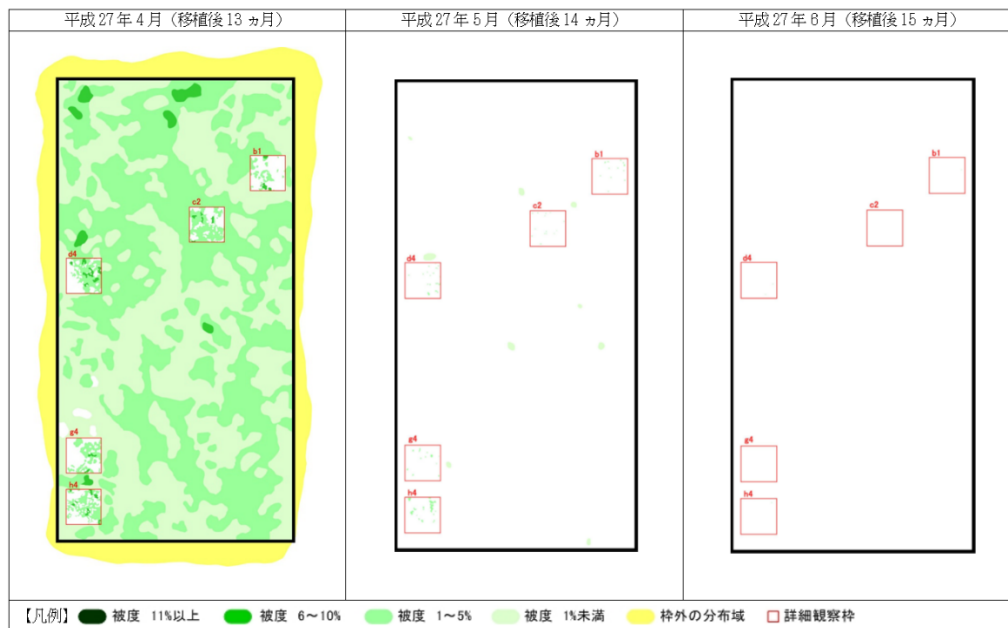 平成27年4月（移植後13ヵ月）
平成27年5月（移植後14ヵ月）
平成27年6月（移植後15ヵ月）
b1
c2
d4
g4
h4
b1
c2
d4
g4
h4
b1
c2
d4
g4
h4
【凡例】 被度 11%以上 被度 6～10% 被度 1～5% 被度 1%未満 枠外の分布域 詳細観察枠